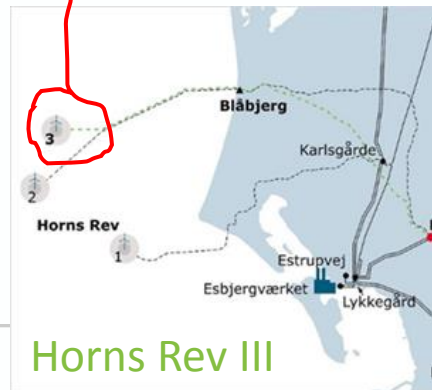 Blåbjerg
3
Karlsgårde
2
Horns Rev
1
Estrupvej
Esbjergværket
Lykkegård
Horns Rev III